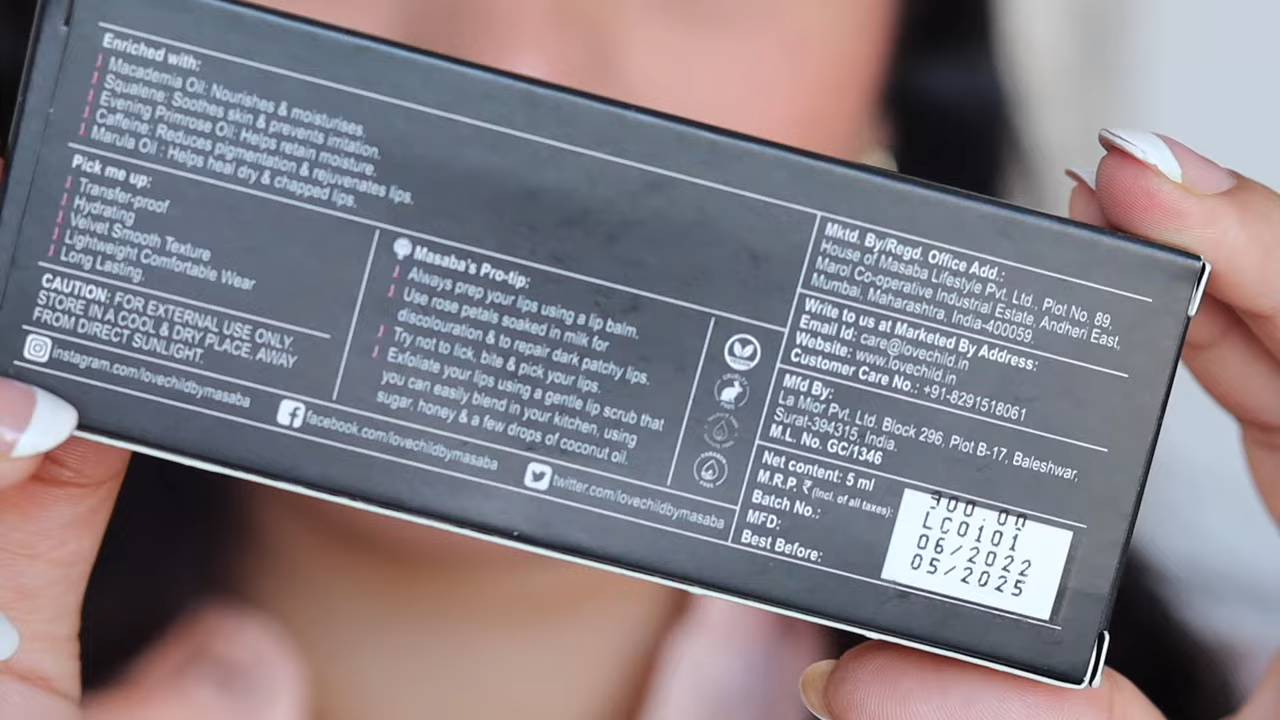 Enriched with:
Macademia Oil: Nourishes & moisturises.
Squalene: Soothes skin & prevents irritation.
Evening Primrose Oil: Helps retain moisture.
Caffeine: Reduces pigmentation & rejuvenates lips.
Marula Oil : Helps heal dry & chapped lips.
Pick me up:
Transfer-proof
Hydrating
Velvet Smooth Texture
Lightweight Comfortable Wear
Long Lasting.
CAUTION: FOR EXTERNAL USE ONLY.
STORE IN A COOL & DRY PLACE, AWAY
FROM DIRECT SUNLIGHT.
instagram.com/lovechildbymasaba
facebook.com/lovechildbymasaba
twitter.com/lovechildbymasaba
Masaba's Pro-tip:
Always prep your lips using a lip balm.
Use rose petals soaked in milk for
discolouration & to repair dark patchy lips.
Try not to lick, bite & pick your lips.
Exfoliate your lips using a gentle lip scrub that
you can easily blend in your kitchen, using
sugar, honey & a few drops of coconut oil.
Mktd. By/Regd. Office Add.:
House of Masaba Lifestyle Pvt. Ltd., Plot No. 89,
Marol Co-operative Industrial Estate, Andheri East,
Mumbai, Maharashtra, India-400059.
Write to us at Marketed By Address:
Email Id: care@lovechild.in
Website: www.lovechild.in
Customer Care No.: +91-8291518061
Mfd By:
La Mior Pvt. Ltd. Block 296, Plot B-17, Baleshwar,
Surat-394315, India.
M.L. No. GC/1346
Net content: 5 ml
M.R.P. ₹ (Incl. of all taxes):
Batch No.:
MFD:
Best Before:
LC0101
06/2022
05/2025